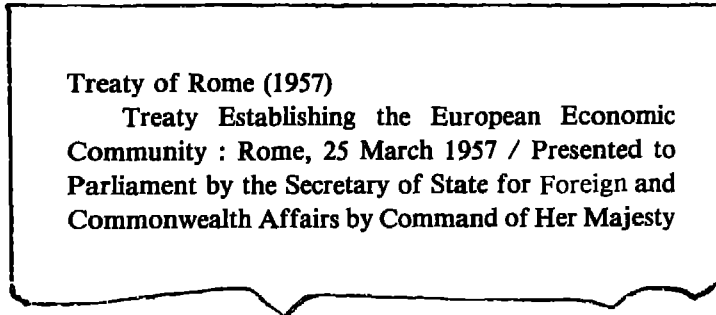 Treaty of Rome (1957)
Treaty Establishing the European Economic
Community : Rome, 25 March 1957 / Presented to
Parliament by the Secretary of State for Foreign and
Commonwealth Affairs by Command of Her Majesty